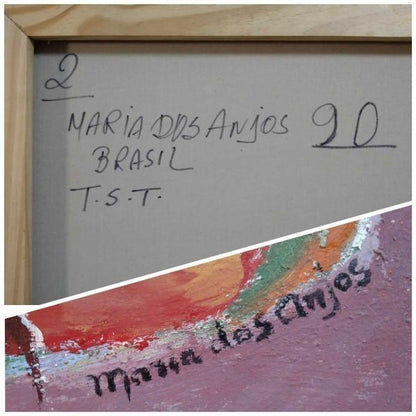 2
MARIA DOS ANJOS 90
BRASIL
T.S.T.
maria dos anjos